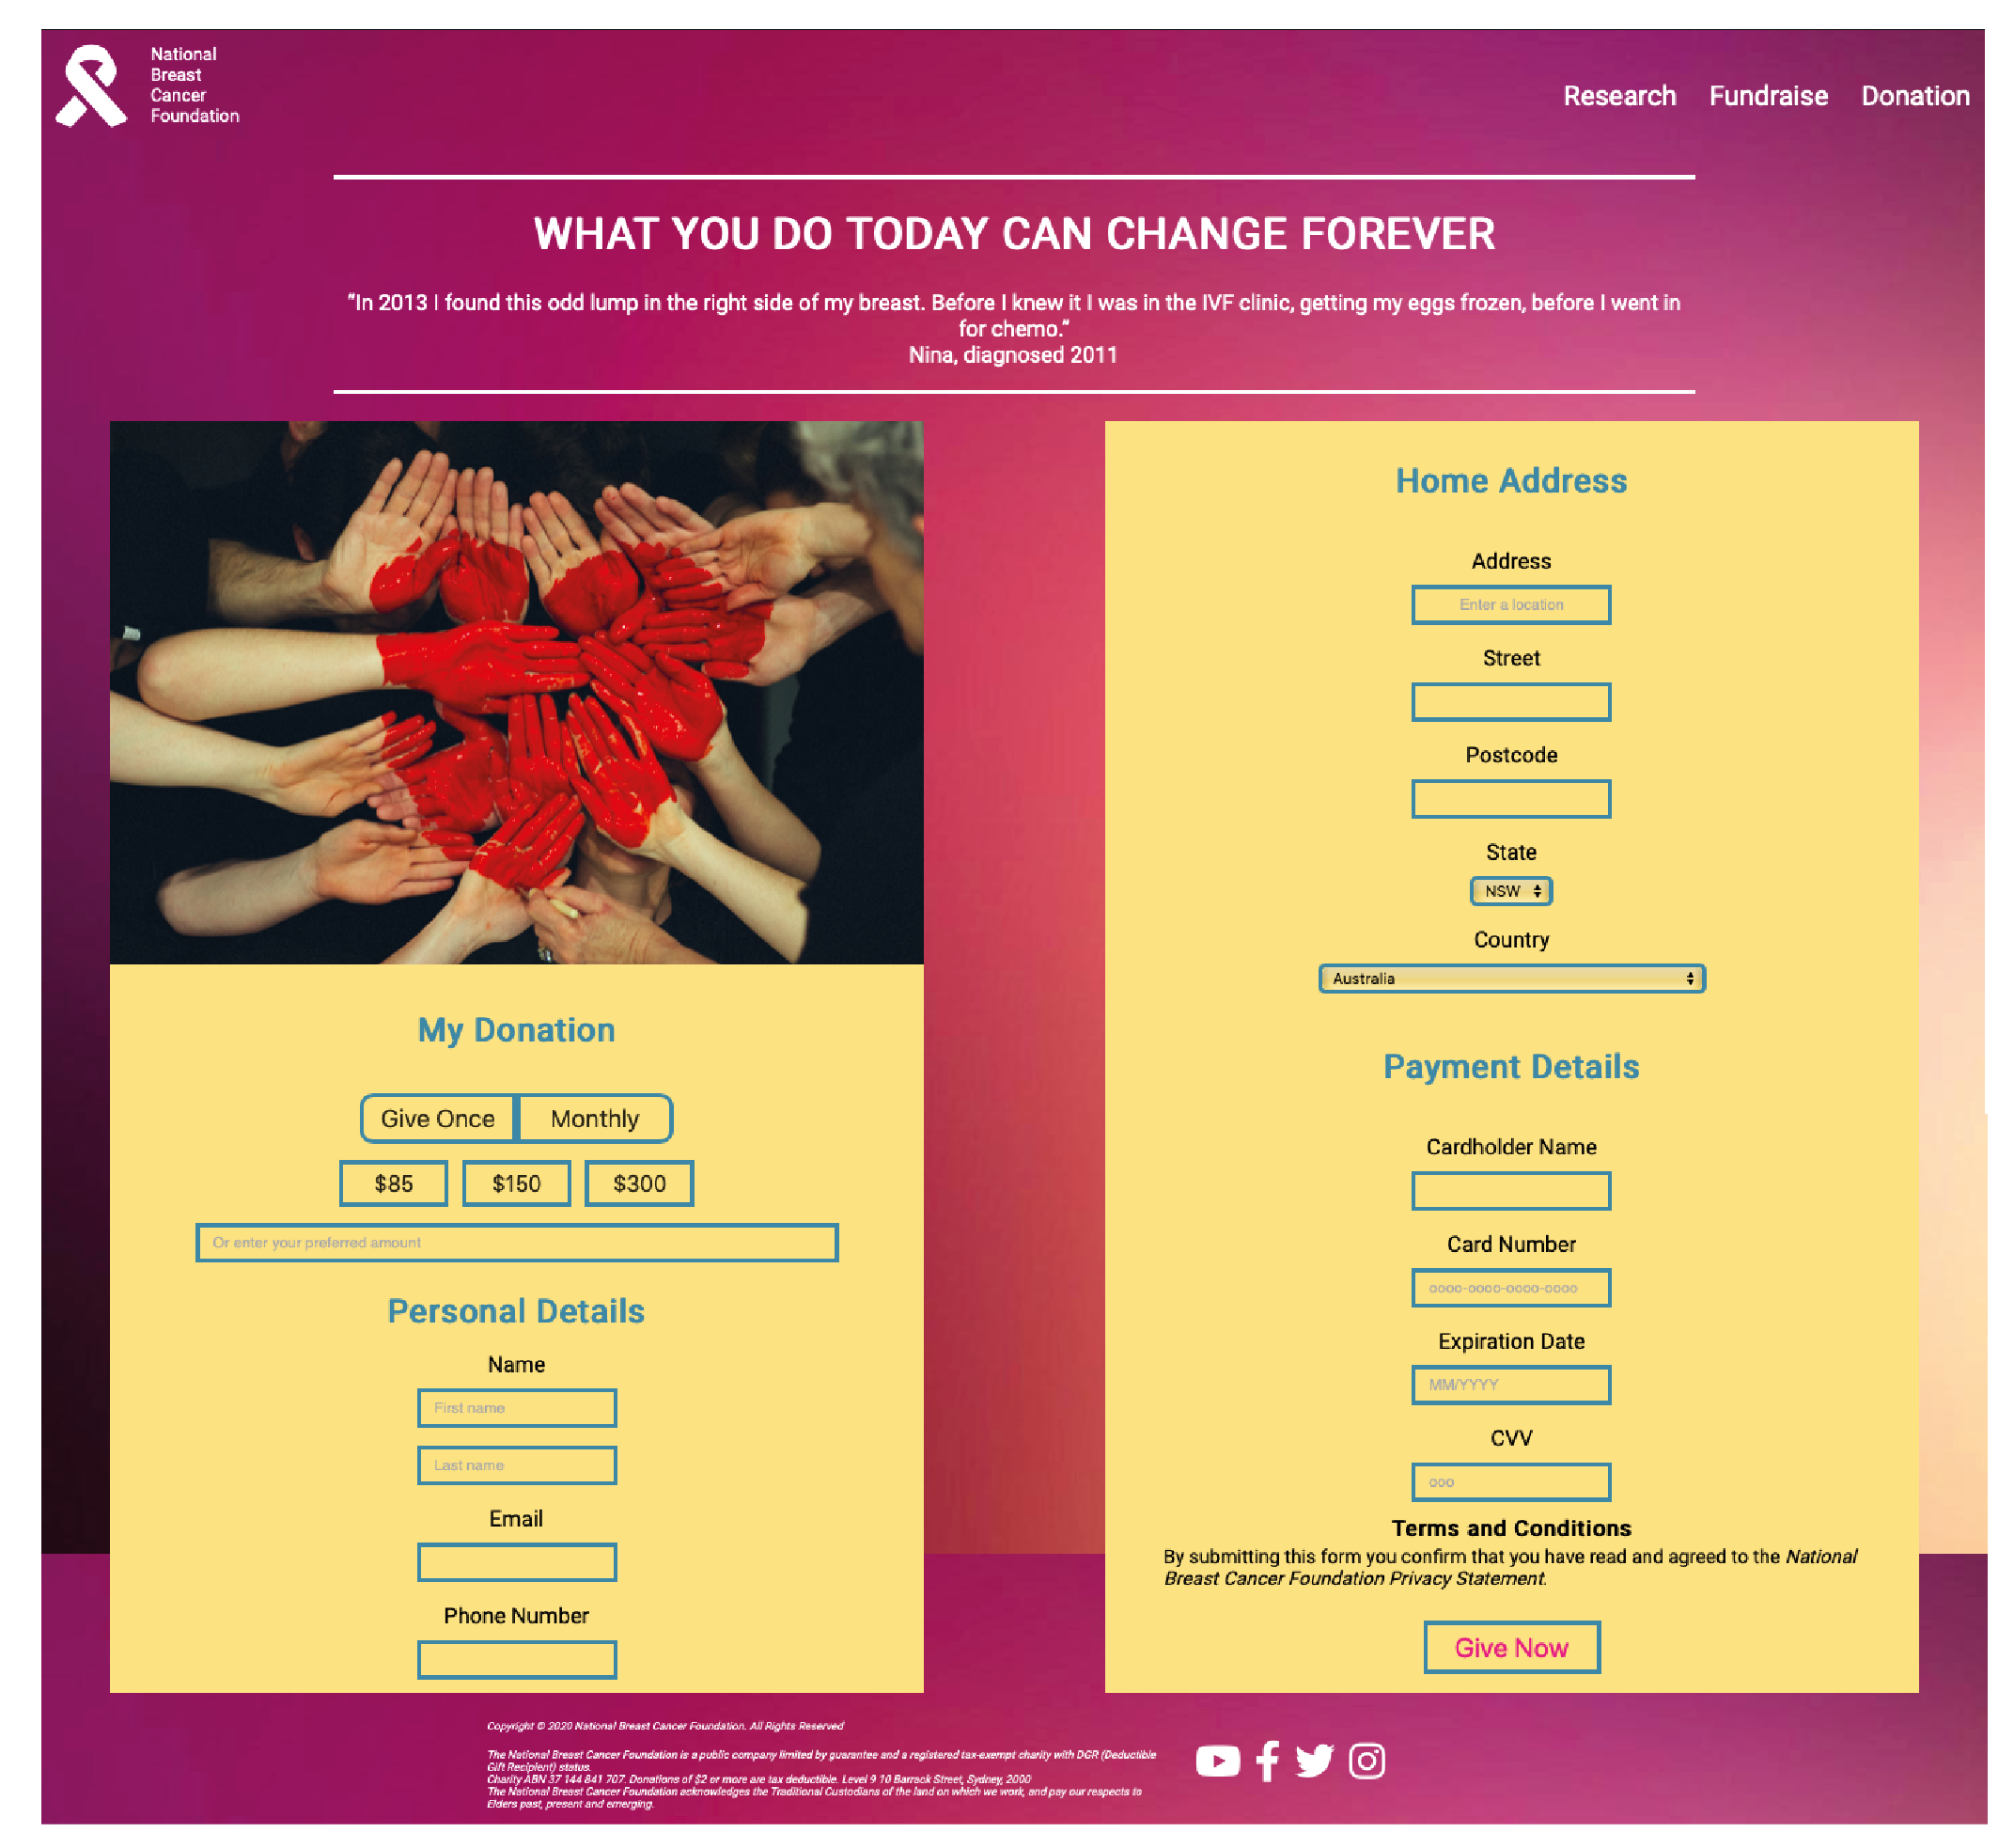 National
Breast
Cancer
Foundation
Research Fundraise Donation
WHAT YOU DO TODAY CAN CHANGE FOREVER
“In 2013 I found this odd lump in the right side of my breast. Before I knew it I was in the IVF clinic, getting my eggs frozen, before I went in
for chemo.”
Nina, diagnosed 2011
My Donation
Give Once Monthly
$85 $150 $300
Or enter your preferred amount
Personal Details
Name
First name
Last name
Email
Phone Number
Home Address
Address
Enter a location
Street
Postcode
State
NSW
Country
Australia
Payment Details
Cardholder Name
Card Number
0000-0000-0000-0000
Expiration Date
MM/YYYY
CVV
000
Terms and Conditions
By submitting this form you confirm that you have read and agreed to the National
Breast Cancer Foundation Privacy Statement.
Give Now
Copyright © 2020 National Breast Cancer Foundation. All Rights Reserved
The National Breast Cancer Foundation is a public company limited by guarantee and a registered tax-exempt charity with DGR (Deductible
Gift Recipient) status.
Charity ABN 37 144 841 707. Donations of $2 or more are tax deductible. Level 9 10 Barrack Street, Sydney, 2000
The National Breast Cancer Foundation acknowledges the Traditional Custodians of the land on which we work, and pay our respects to
Elders past, present and emerging.